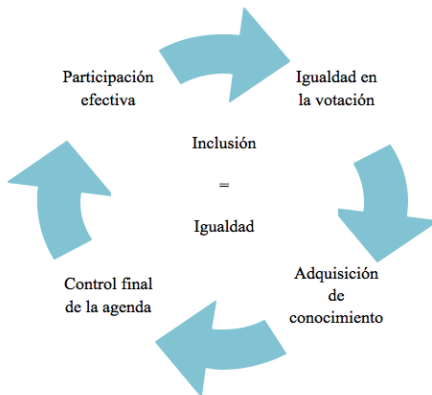 Participación
efectiva
Igualdad en
la votación
Inclusión
=
Igualdad
Adquisición
de
conocimiento
Control final
de la agenda